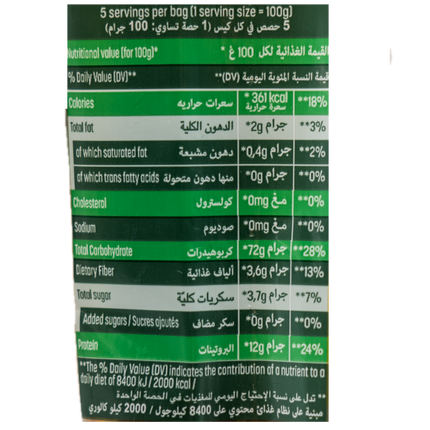 5 servings per bag (1 serving size = 100g)
5 حصص في كل كيس (1 حصة تساوي: 100 جرام)
Nutritional value (for 100g)* القيمة الغذائية لكل 100 غ *
% Daily Value (DV)** قيمة النسبة المئوية اليومية (DV)**
Calories سعرات حرارية *361 kcal سعرة حرارية **18%
Total fat الدهون الكلية *2g جرام **3%
of which saturated fat دهون مشبعة *0,4g جرام **2%
of which trans fatty acids منها دهون متحولة *0g جرام **0%
Cholesterol كولسترول *0mg مغ **0%
Sodium صوديوم *0mg مغ **0%
Total Carbohydrate كربوهيدرات *72g جرام **28%
Dietary Fiber ألياف غذائية *3,6g جرام **13%
Total sugar سكريات كلية *3,7g جرام **7%
Added sugars / Sucres ajoutés سكر مضاف *0g جرام **0%
Protein البروتينات *12g جرام **24%
**The % Daily Value (DV) indicates the contribution of a nutrient to a
daily diet of 8400 kJ / 2000 kcal /
** تدل على نسبة الإحتياج اليومي للمغذيات في الحصة الواحدة
مبنية على نظام غذائي محتوي على 8400 كيلوجول / 2000 كيلو كالوري